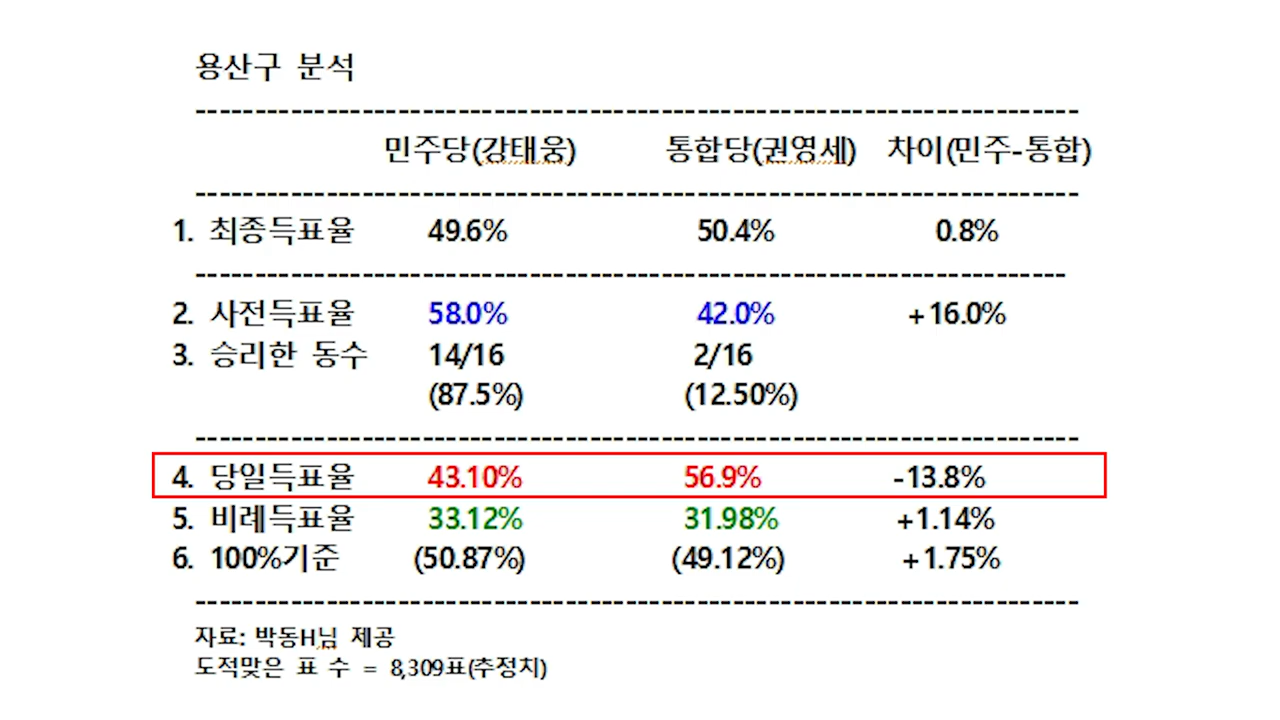 용산구 분석
--------------------------------------------------------------------------
민주당(강태웅) 통합당(권영세) 차이(민주-통합)
--------------------------------------------------------------------------
1. 최종득표율 49.6% 50.4% 0.8%
-------------------------------------------------------------------------
2. 사전득표율 58.0% 42.0% +16.0%
3. 승리한 동수 14/16 2/16
(87.5%) (12.50%)
--------------------------------------------------------------------------
4. 당일득표율 43.10% 56.9% -13.8%
5. 비례득표율 33.12% 31.98% +1.14%
6. 100%기준 (50.87%) (49.12%) +1.75%
--------------------------------------------------------------------------
자료: 박동H님 제공
도적맞은 표 수 = 8,309표(추정치)